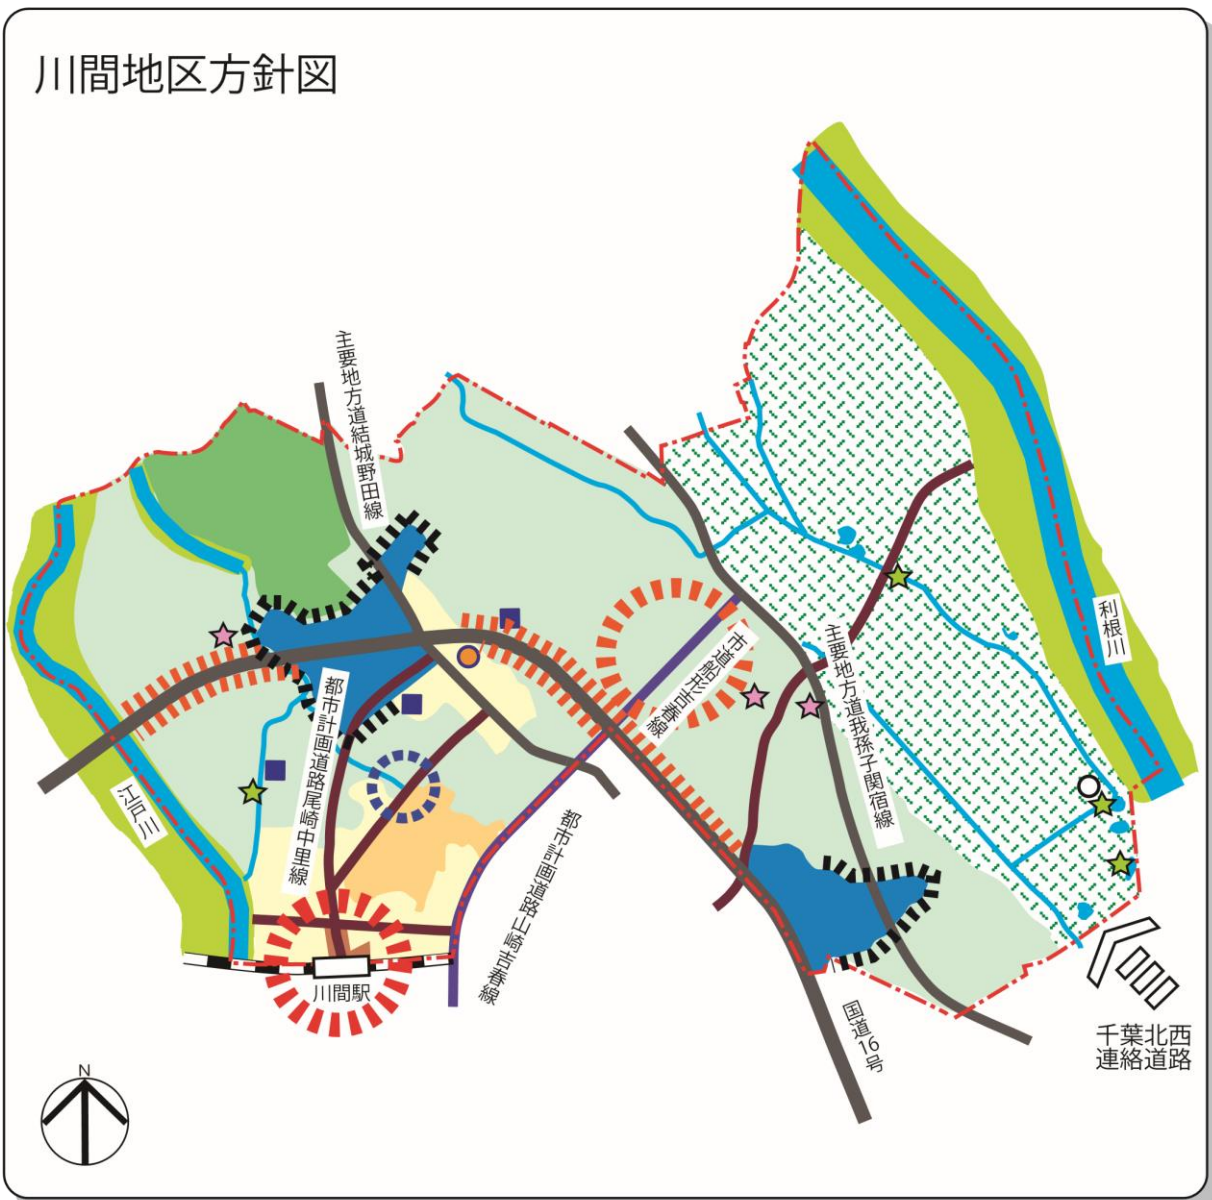 川間地区方針図
主要地方道結城野田線
利根川
市道船形吉春線
主要地方道我孫子関宿線
都市計画道路尾崎中里線
江戸川
都市計画道路山崎吉春線
川間駅
国道16号
千葉北西
連絡道路
N